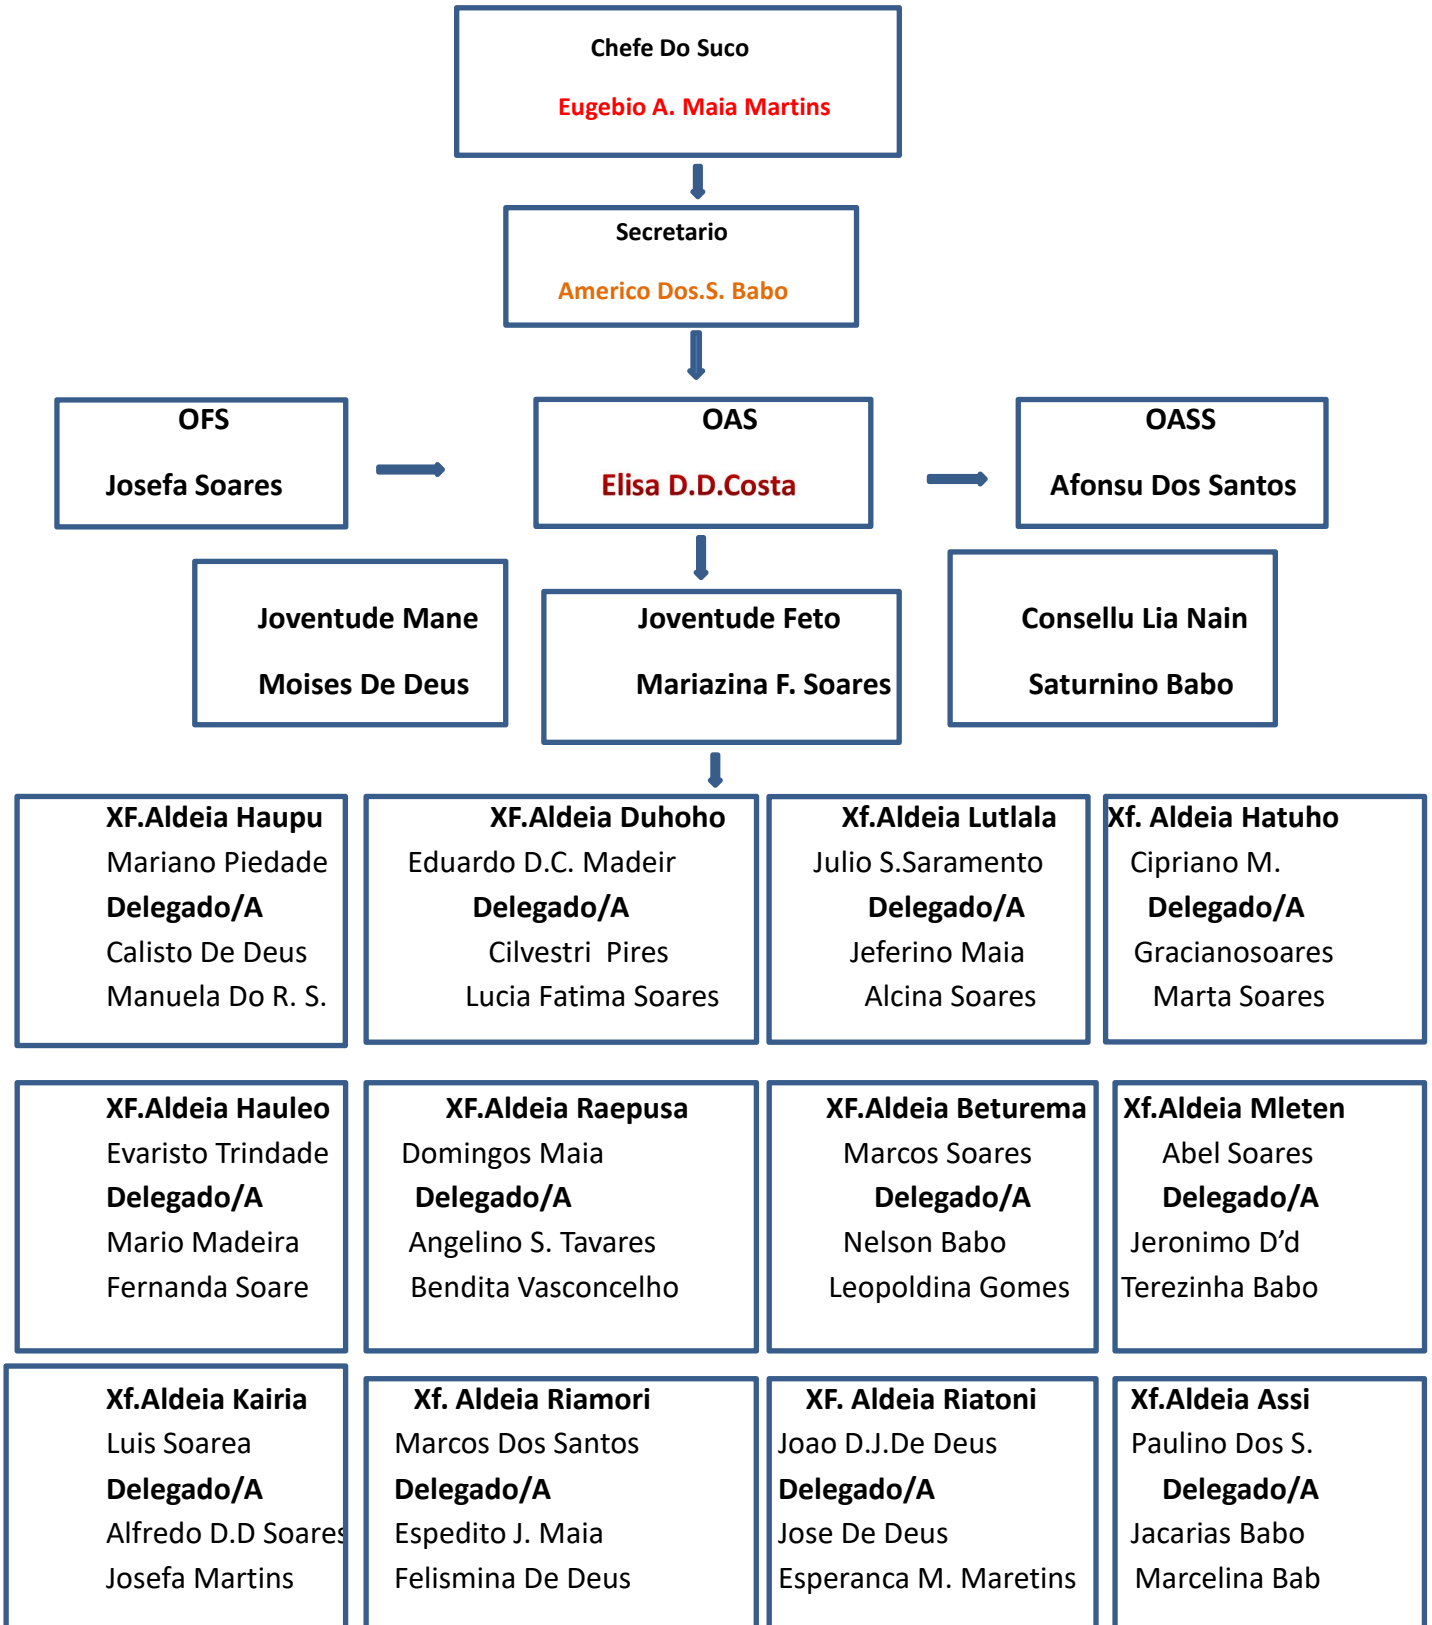 Chefe Do Suco
Eugebio A. Maia Martins
Secretario
Americo Dos.S. Babo
OFS
Josefa Soares
OAS
Elisa D.D.Costa
OASS
Afonsu Dos Santos
Joventude Mane
Moises De Deus
Joventude Feto
Mariazina F. Soares
Consellu Lia Nain
Saturnino Babo
XF.Aldeia Haupu
Mariano Piedade
Delegado/A
Calisto De Deus
Manuela Do R. S.
XF.Aldeia Duhoho
Eduardo D.C. Madeir
Delegado/A
Cilvestri Pires
Lucia Fatima Soares
Xf.Aldeia Lutlala
Julio S.Saramento
Delegado/A
Jeferino Maia
Alcina Soares
Xf. Aldeia Hatuho
Cipriano M.
Delegado/A
Gracianosoares
Marta Soares
XF.Aldeia Hauleo
Evaristo Trindade
Delegado/A
Mario Madeira
Fernanda Soare
XF.Aldeia Raepusa
Domingos Maia
Delegado/A
Angelino S. Tavares
Bendita Vasconcelho
XF.Aldeia Beturema
Marcos Soares
Delegado/A
Nelson Babo
Leopoldina Gomes
Xf.Aldeia Mleten
Abel Soares
Delegado/A
Jeronimo D’d
Terezinha Babo
Xf.Aldeia Kairia
Luis Soarea
Delegado/A
Alfredo D.D Soares
Josefa Martins
Xf. Aldeia Riamori
Marcos Dos Santos
Delegado/A
Espedito J. Maia
Felismina De Deus
XF. Aldeia Riatoni
Joao D.J.De Deus
Delegado/A
Jose De Deus
Esperanca M. Maretins
Xf.Aldeia Assi
Paulino Dos S.
Delegado/A
Jacarias Babo
Marcelina Bab